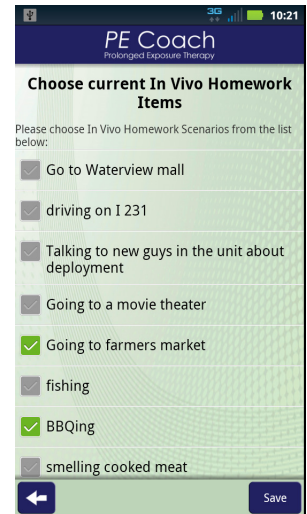 3G 10:21
PE Coach
Prolonged Exposure Therapy
Choose current In Vivo Homework
Items
Please choose In Vivo Homework Scenarios from the list
below:
Go to Waterview mall
driving on I 231
Talking to new guys in the unit about
deployment
Going to a movie theater
Going to farmers market
fishing
BBQing
smelling cooked meat
Save